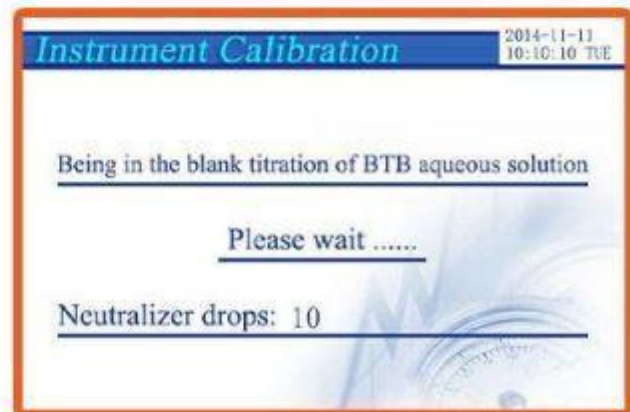 Instrument Calibration
2014-11-11
10:10:10 TUE
Being in the blank titration of BTB aqueous solution
Please wait ......
Neutralizer drops: 10